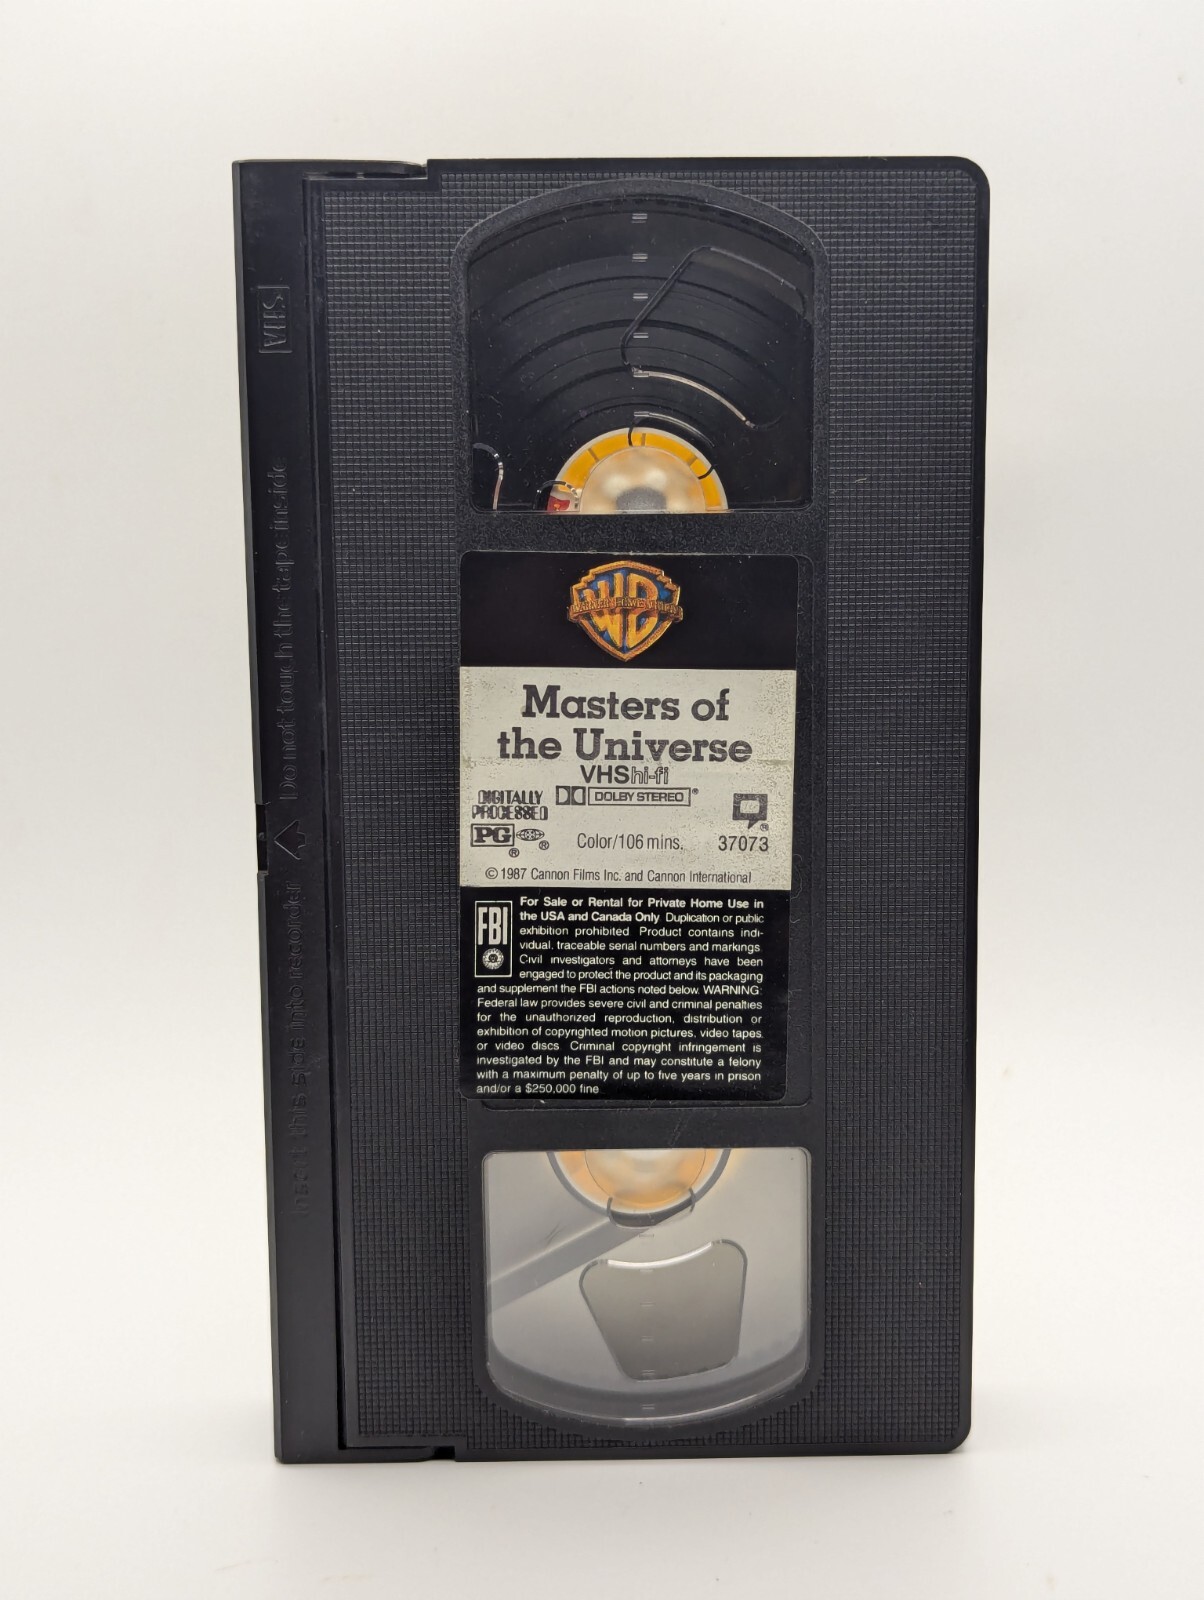 VHS
Do not touch the tape inside
Insert this side into recorder
WB
WARNER HOME VIDEO
Masters of
the Universe
VHS hi-fi
DIGITALLY
PROCESSED
DOLBY STEREO®
PG ® ®
Color/106 mins.
®
37073
© 1987 Cannon Films Inc. and Cannon International
FBI
For Sale or Rental for Private Home Use in
the USA and Canada Only. Duplication or public
exhibition prohibited. Product contains indi-
vidual, traceable serial numbers and markings.
Civil investigators and attorneys have been
engaged to protect the product and its packaging
and supplement the FBI actions noted below. WARNING:
Federal law provides severe civil and criminal penalties
for the unauthorized reproduction, distribution or
exhibition of copyrighted motion pictures, video tapes
or video discs. Criminal copyright infringement is
investigated by the FBI and may constitute a felony
with a maximum penalty of up to five years in prison
and/or a $250,000 fine.